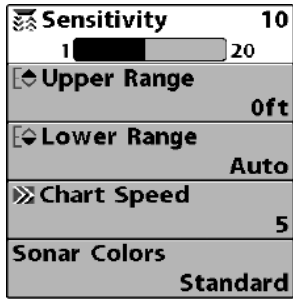 Sensitivity 10
1 20
Upper Range
0ft
Lower Range
Auto
Chart Speed
5
Sonar Colors
Standard